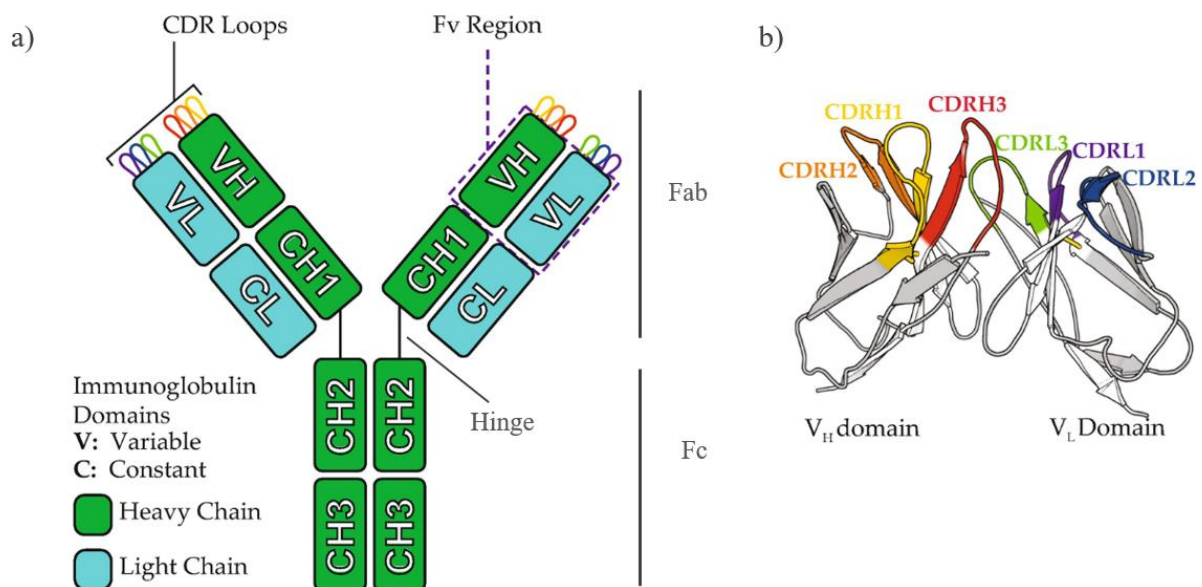 a)
CDR Loops
Fv Region
VH
VL
CH1
CL
VH
VL
CH1
CL
Fab
Hinge
CH2
CH2
Fc
CH3
CH3
Immunoglobulin
Domains
V: Variable
C: Constant
Heavy Chain
Light Chain
b)
CDRH1
CDRH3
CDRH2
CDRL3
CDRL1
CDRL2
VH domain
VL Domain